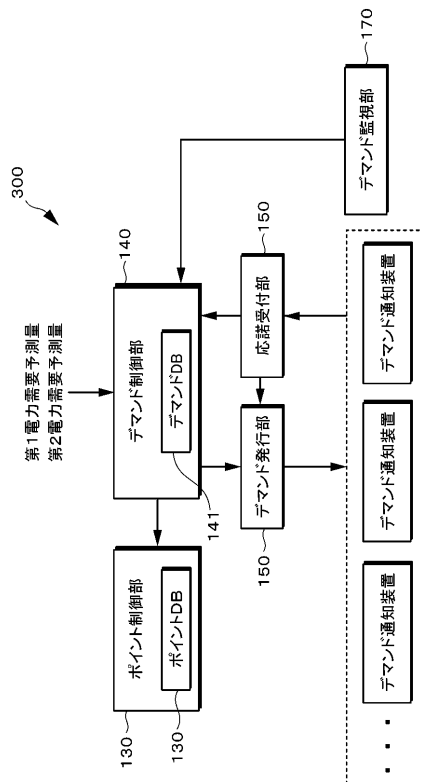 300
第1電力需要予測量
第2電力需要予測量
140
デマンド制御部
デマンドDB
141
ポイント制御部
ポイントDB
130
130
150
応諾受付部
デマンド発行部
150
170
デマンド監視部
デマンド通知装置
デマンド通知装置
デマンド通知装置